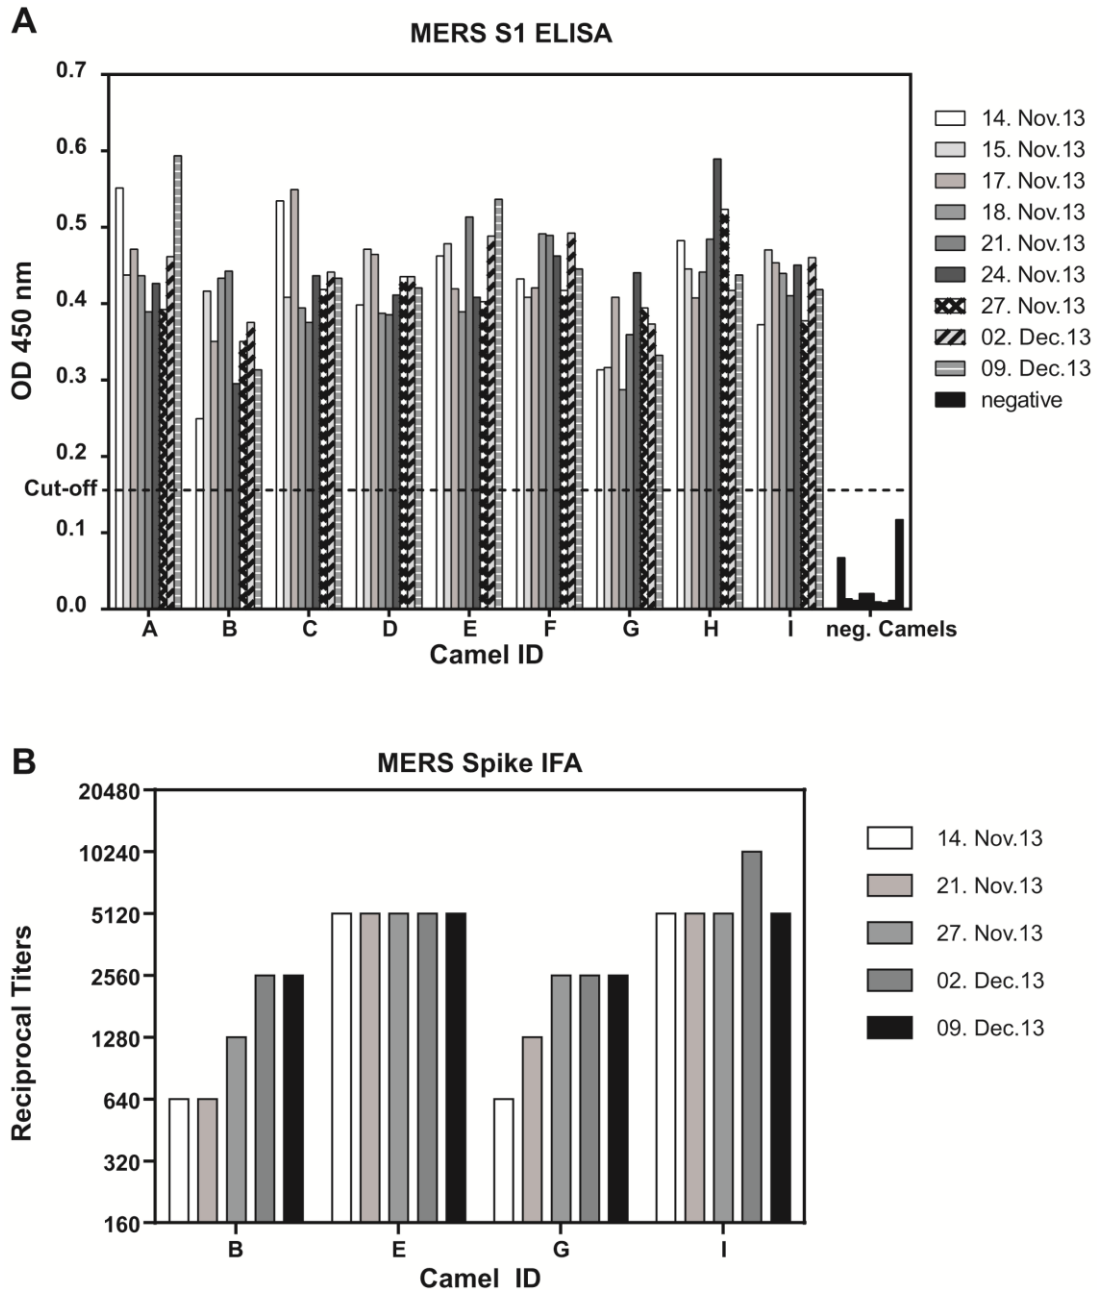 A
MERS S1 ELISA
0.7
0.6
0.5
0.4
0.3
0.2
Cut-off
0.1
0.0
OD 450 nm
A B C D E F G H I neg. Camels
Camel ID
14. Nov.13
15. Nov.13
17. Nov.13
18. Nov.13
21. Nov.13
24. Nov.13
27. Nov.13
02. Dec.13
09. Dec.13
negative
B
MERS Spike IFA
20480
10240
5120
2560
1280
640
320
160
Reciprocal Titers
B E G I
Camel ID
14. Nov.13
21. Nov.13
27. Nov.13
02. Dec.13
09. Dec.13